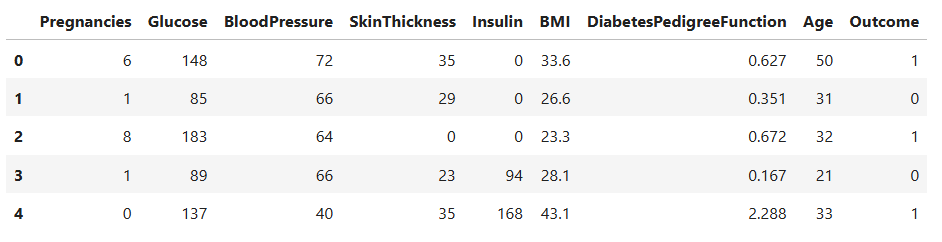 Pregnancies Glucose BloodPressure SkinThickness Insulin BMI DiabetesPedigreeFunction Age Outcome
0 6 148 72 35 0 33.6 0.627 50 1
1 1 85 66 29 0 26.6 0.351 31 0
2 8 183 64 0 0 23.3 0.672 32 1
3 1 89 66 23 94 28.1 0.167 21 0
4 0 137 40 35 168 43.1 2.288 33 1